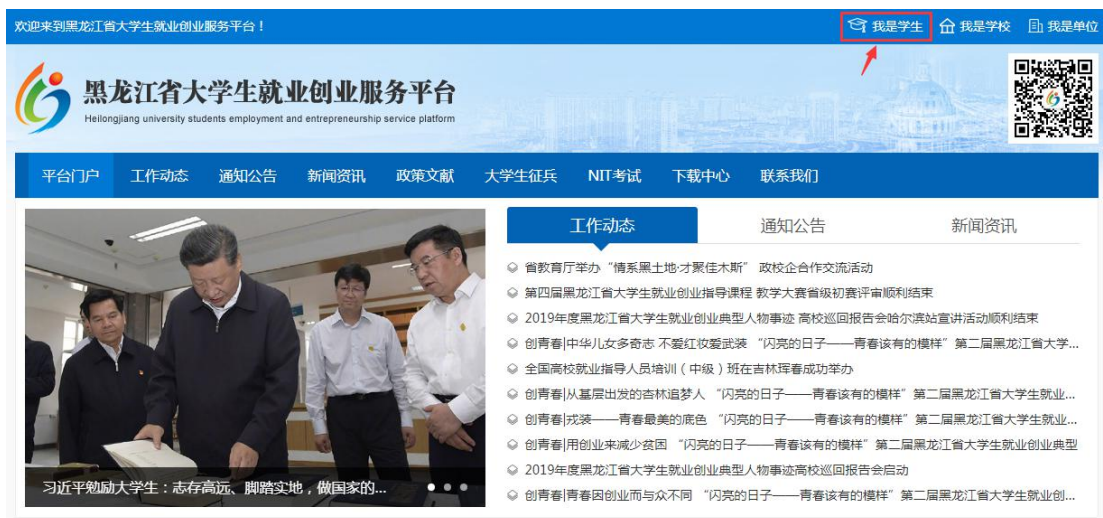 欢迎来到黑龙江省大学生就业创业服务平台！
我是学生 我是学校 我是单位
黑龙江省大学生就业创业服务平台
Heilongjiang university students employment and entrepreneurship service platform
平台门户 工作动态 通知公告 新闻资讯 政策文献 大学生征兵 NIT考试 下载中心 联系我们
工作动态 通知公告 新闻资讯
省教育厅举办“情系黑土地·才聚佳木斯” 政校企合作交流活动
第四届黑龙江省大学生就业创业指导课程 教学大赛省级初赛评审顺利结束
2019年度黑龙江省大学生就业创业典型人物事迹 高校巡回报告会哈尔滨站宣讲活动顺利结束
创青春|中华儿女多奇志 不爱红妆爱武装 “闪亮的日子——青春该有的模样”第二届黑龙江省大学...
全国高校就业指导人员培训（中级）班在吉林珲春成功举办
创青春|从基层出发的杏林追梦人 “闪亮的日子——青春该有的模样”第二届黑龙江省大学生就业...
创青春|戎装——青春最美的底色 “闪亮的日子——青春该有的模样”第二届黑龙江省大学生就业...
创青春|用创业来减少贫困 “闪亮的日子——青春该有的模样”第二届黑龙江省大学生就业创业典型
2019年度黑龙江省大学生就业创业典型人物事迹高校巡回报告会启动
创青春|青春因创业而与众不同 “闪亮的日子——青春该有的模样”第二届黑龙江省大学生就业创...
习近平勉励大学生：志存高远、脚踏实地，做国家的...